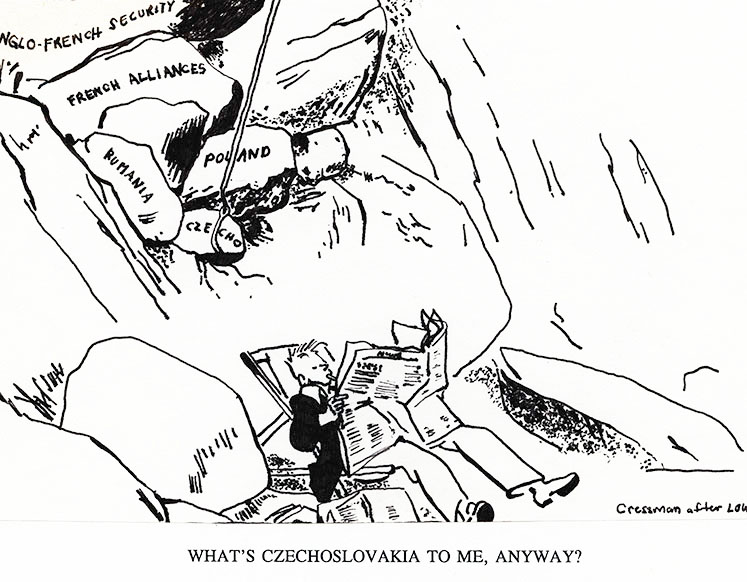 NGLO-FRENCH SECURITY
FRENCH ALLIANCES
RUMANIA
POLAND
CZECHO
Cressman after Low
WHAT'S CZECHOSLOVAKIA TO ME, ANYWAY?